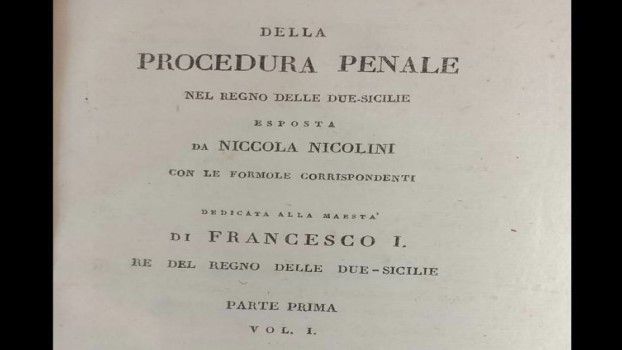 DELLA
PROCEDURA PENALE
NEL REGNO DELLE DUE-SICILIE
ESPOSTA
DA NICCOLA NICOLINI
CON LE FORMOLE CORRISPONDENTI
DEDICATA ALLA MAESTA'
DI FRANCESCO I.
RE DEL REGNO DELLE DUE-SICILIE
PARTE PRIMA
VOL. I.